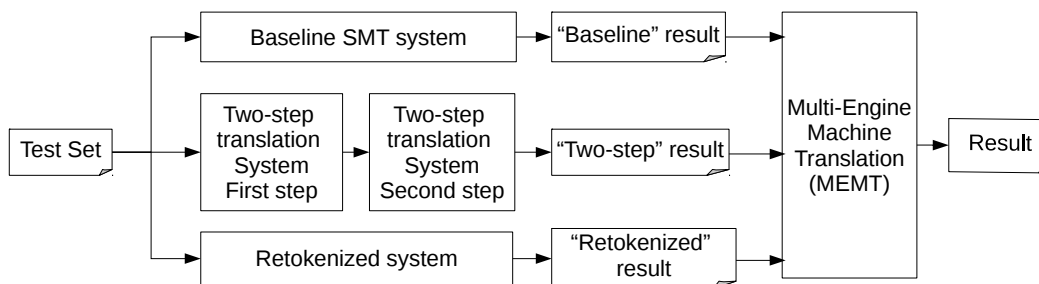 Baseline SMT system
“Baseline” result
Test Set
Two-step
translation
System
First step
Two-step
translation
System
Second step
“Two-step” result
Multi-Engine
Machine
Translation
(MEMT)
Result
Retokenized system
“Retokenized”
result